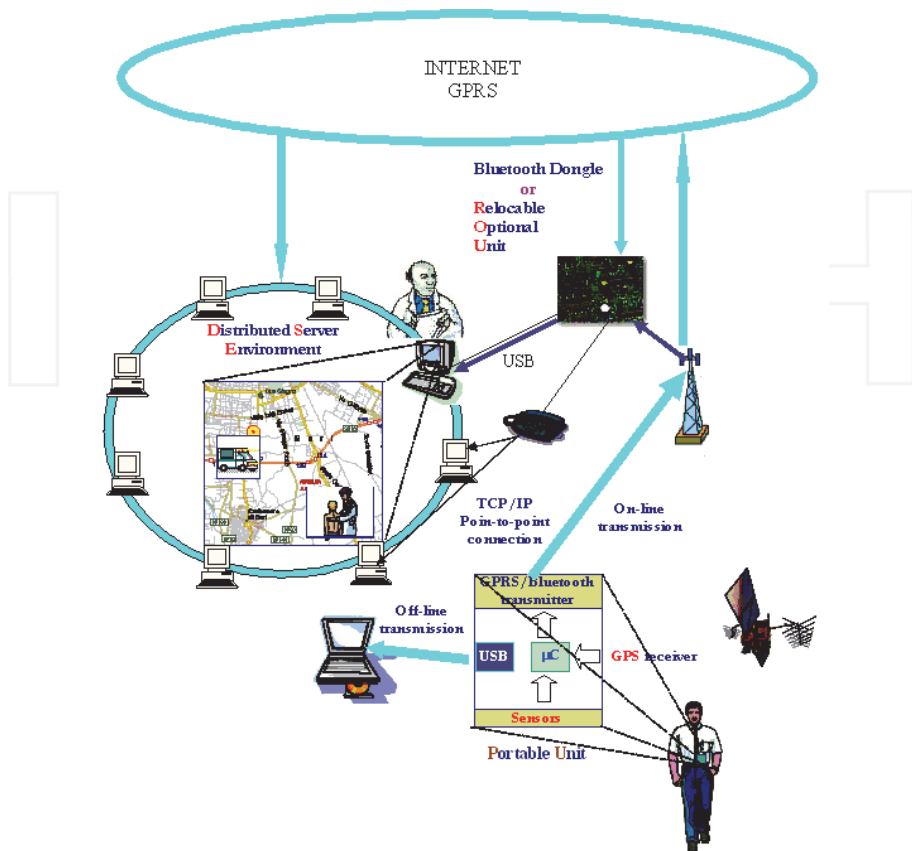 INTERNET
GPRS
Bluetooth Dongle
or
Relocable
Optional
Unit
Distributed Server
Environment
USB
TCP/IP
Poin-to-point
connection
On-line
transmission
GPRS/Bluetooth
transmitter
Off-line
transmission
USB
µC
GPS receiver
Sensors
Portable Unit